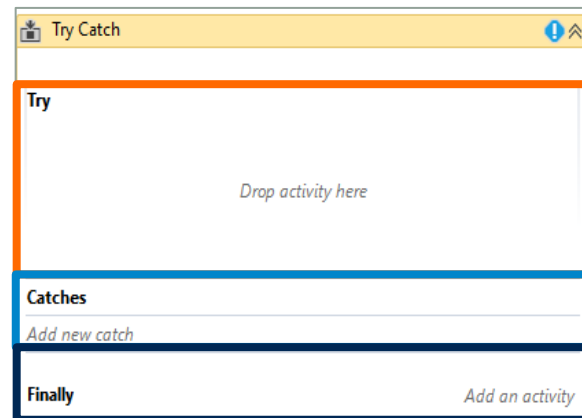 Try Catch
Try
Drop activity here
Catches
Add new catch
Finally Add an activity